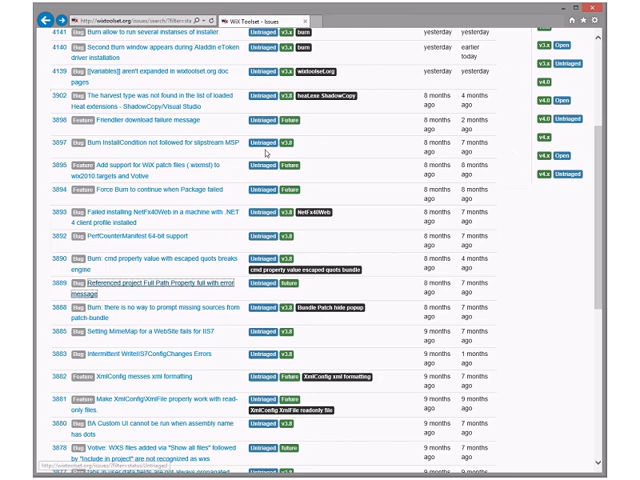 http://wixtoolset.org/issues/search/?filter:sta
WiX Toolset - Issues
4141 Bug Burn allow to run several instanses of installer Untriaged v3.x burn yesterday yesterday
4140 Bug Second Burn window appears during Aladdin eToken driver installation Untriaged v3.x burn yesterday earlier today
4139 Bug [[variables]] aren't expanded in wixtoolset.org doc pages Untriaged v3.x wixtoolset.org yesterday yesterday
3902 Bug The harvest type was not found in the list of loaded Heat extensions - ShadowCopy/Visual Studio Untriaged v3.8 heat.exe ShadowCopy 8 months ago 4 months ago
3898 Feature Friendlier download failure message Untriaged Future 8 months ago 8 months ago
3897 Bug Burn InstallCondition not followed for slipstream MSP Untriaged v3.8 8 months ago 7 months ago
3895 Feature Add support for WiX patch files (.wixmst) to wix2010.targets and Votive Untriaged Future 8 months ago 8 months ago
3894 Feature Force Burn to continue when Package failed Untriaged Future 8 months ago 8 months ago
3893 Bug Failed installing NetFx40Web in a machine with .NET 4 client profile installed Untriaged v3.8 NetFx40Web 8 months ago 7 months ago
3892 Bug PerfCounterManifest 64-bit support Untriaged v3.8 8 months ago 7 months ago
3890 Bug Burn: cmd property value with escaped quots breaks engine Untriaged v3.8 cmd property value escaped quots bundle 8 months ago 4 months ago
3889 Bug Referenced project Full Path Property full with error message Untriaged future 8 months ago 7 months ago
3888 Bug Burn: there is no way to prompt missing sources from patch-bundle Untriaged v3.8 Bundle Patch hide popup 8 months ago 7 months ago
3885 Bug Setting MimeMap for a WebSite fails for IIS7 Untriaged v3.8 9 months ago 7 months ago
3883 Bug Intermittent WriteIIS7ConfigChanges Errors Untriaged v3.8 9 months ago 1 months ago
3882 Feature XmlConfig messes xml formatting Untriaged Future XmlConfig xml formatting 9 months ago 7 months ago
3881 Feature Make XmlConfig\XmlFile properly work with read-only files. Untriaged Future XmlConfig XmlFile readonly file 9 months ago 7 months ago
3880 Bug BA Custom UI cannot be run when assembly name has dots Untriaged v3.8 9 months ago 7 months ago
3878 Bug Votive: WXS files added via "Show all files" followed by "Include in project" are not recognized as wxs Untriaged future 9 months ago 7 months ago
3877 Untriaged 9 months 9 months
http://wixtoolset.org/issues/?filter:status/Untriaged
v3.x Open
v3.x Untriaged
v4.0
v4.0 Open
v4.0 Untriaged
v4.x
v4.x Open
v4.x Untriaged